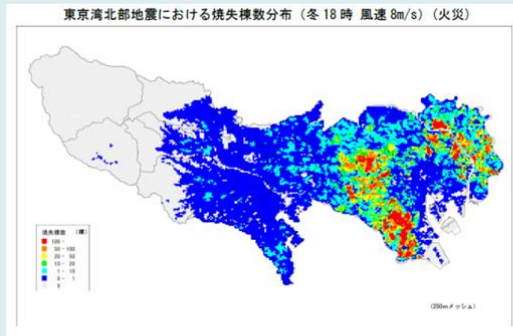 東京湾北部地震における焼失棟数分布（冬18時 風速8m/s）（火災）
焼失棟数 （棟）
100 -
50 - 100
20 - 50
10 - 20
1 - 10
0 - 1
0
(250mメッシュ)